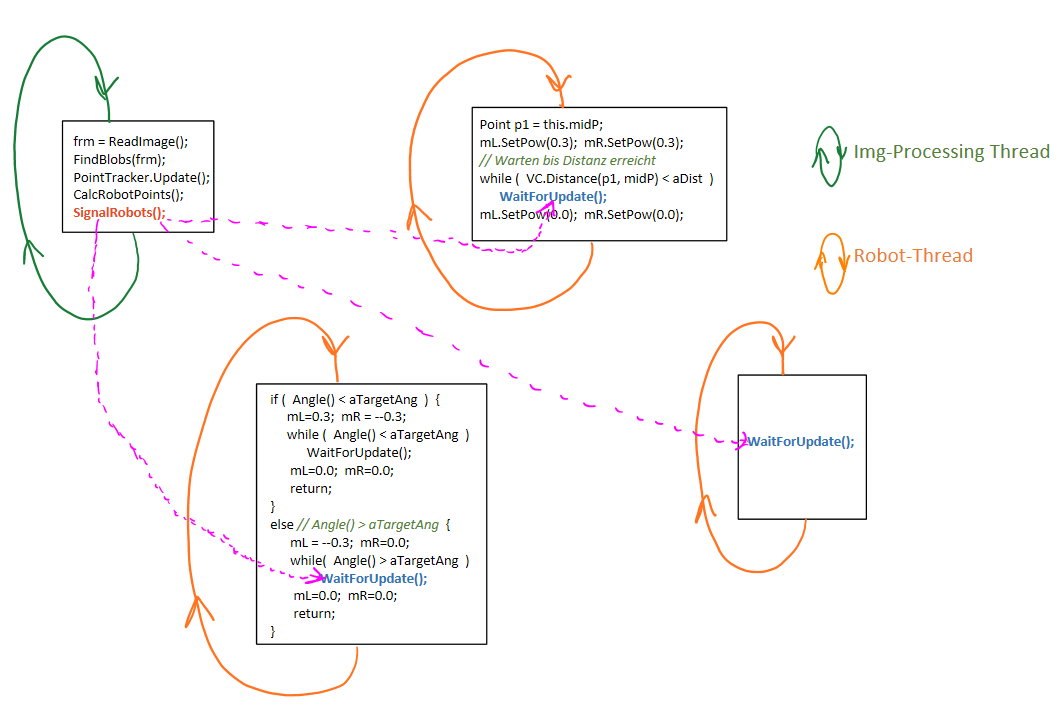 frm = ReadImage();
FindBlobs(frm);
PointTracker.Update();
CalcRobotPoints();
SignalRobots();
Point p1 = this.midP;
mL.SetPow(0.3);  mR.SetPow(0.3);
// Warten bis Distanz erreicht
while (  VC.Distance(p1, midP) < aDist  )
WaitForUpdate();
mL.SetPow(0.0);  mR.SetPow(0.0);
Img-Processing Thread
Robot-Thread
if (  Angle() < aTargetAng  )  {
mL=0.3;  mR = --0.3;
while (  Angle() < aTargetAng  )
WaitForUpdate();
mL=0.0;  mR=0.0;
return;
}
else // Angle() > aTargetAng  {
mL = --0.3;  mR=0.0;
while(  Angle() > aTargetAng  )
WaitForUpdate();
mL=0.0;  mR=0.0;
return;
}
WaitForUpdate();